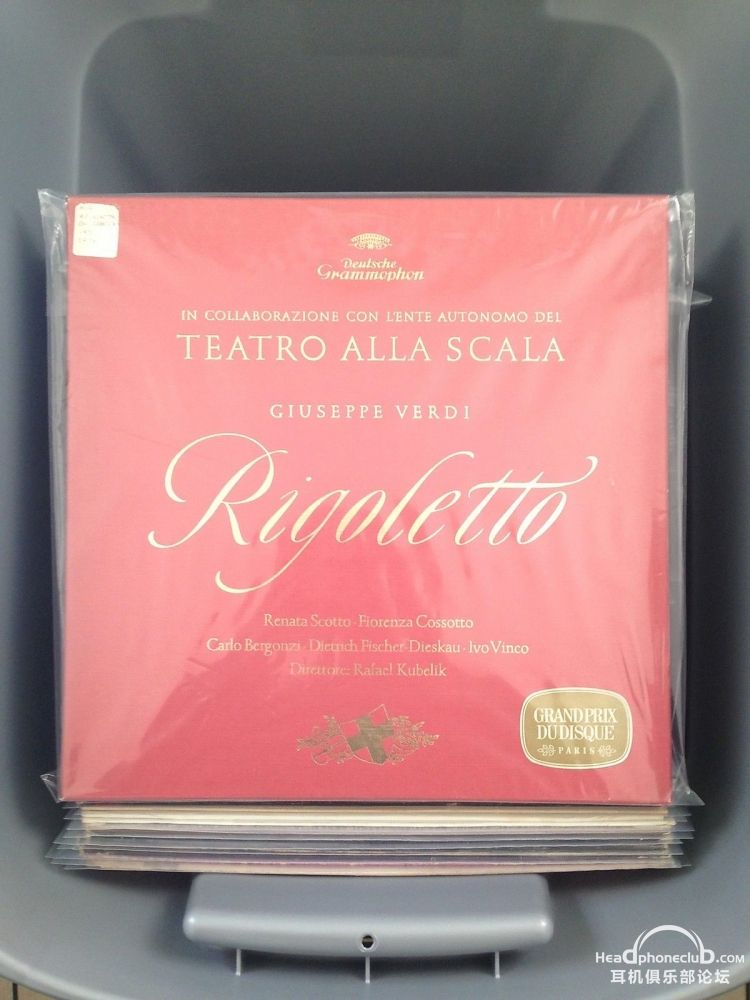 Deutsche
Grammophon
IN COLLABORAZIONE CON L'ENTE AUTONOMO DEL
TEATRO ALLA SCALA
GIUSEPPE VERDI
Rigoletto
Renata Scotto · Fiorenza Cossotto
Carlo Bergonzi · Dietrich Fischer-Dieskau · Ivo Vinco
Direttore: Rafael Kubelik
GRAND PRIX
DU DISQUE
PARIS
HeadphoneclubD.com
耳机俱乐部论坛